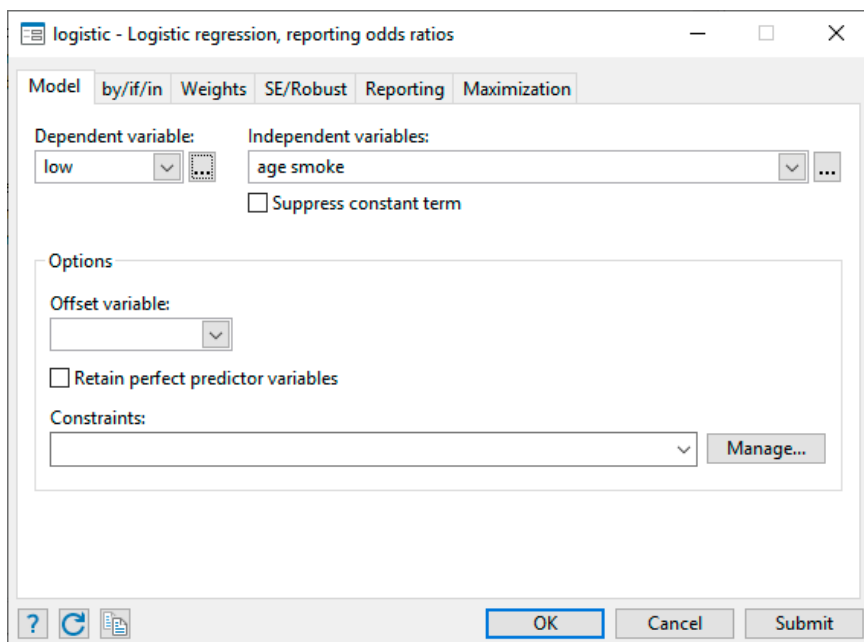 logistic - Logistic regression, reporting odds ratios
Model by/if/in Weights SE/Robust Reporting Maximization
Dependent variable: Independent variables:
low ... age smoke ...
Suppress constant term
Options
Offset variable:
Retain perfect predictor variables
Constraints:
Manage...
? OK Cancel Submit